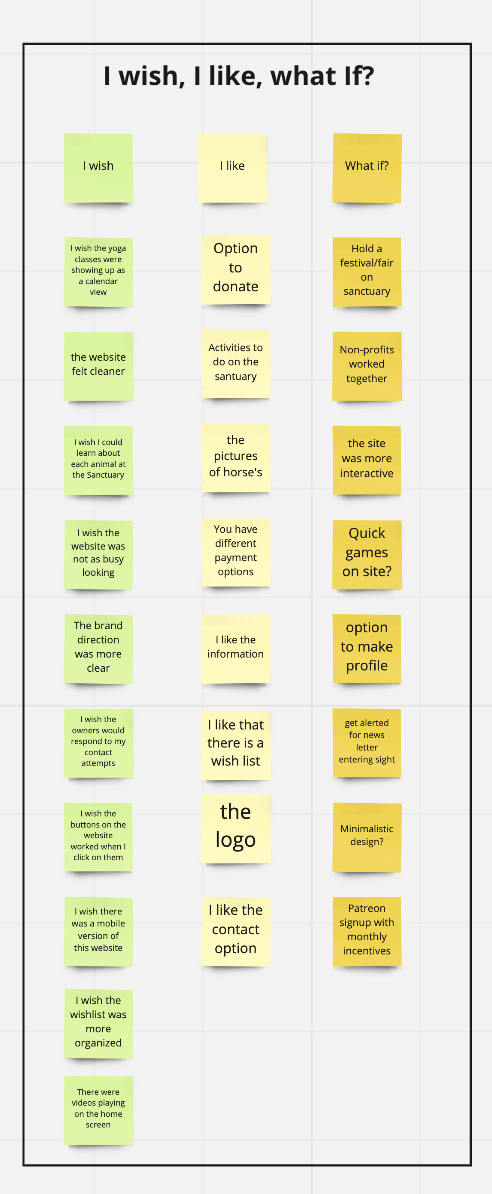 I wish, I like, what If?
I wish
I like
What if?
I wish the yoga
classes were
showing up as
a calendar
view
Option
to
donate
Hold a
festival/fair
on
sanctuary
the website
felt cleaner
Activities to
do on the
santuary
Non-profits
worked
together
I wish I could
learn about
each animal at
the Sanctuary
the
pictures
of horse's
the site
was more
interactive
I wish the
website was
not as busy
looking
You have
different
payment
options
Quick
games
on site?
The brand
direction
was more
clear
I like the
information
option
to make
profile
I wish the
owners would
respond to my
contact
attempts
I like that
there is a
wish list
get alerted
for news
letter
entering sight
I wish the
buttons on the
website
worked when I
click on them
the
logo
Minimalistic
design?
I wish there
was a mobile
version of
this website
I like the
contact
option
Patreon
signup with
monthly
incentives
I wish the
wishlist was
more
organized
There were
videos playing
on the home
screen